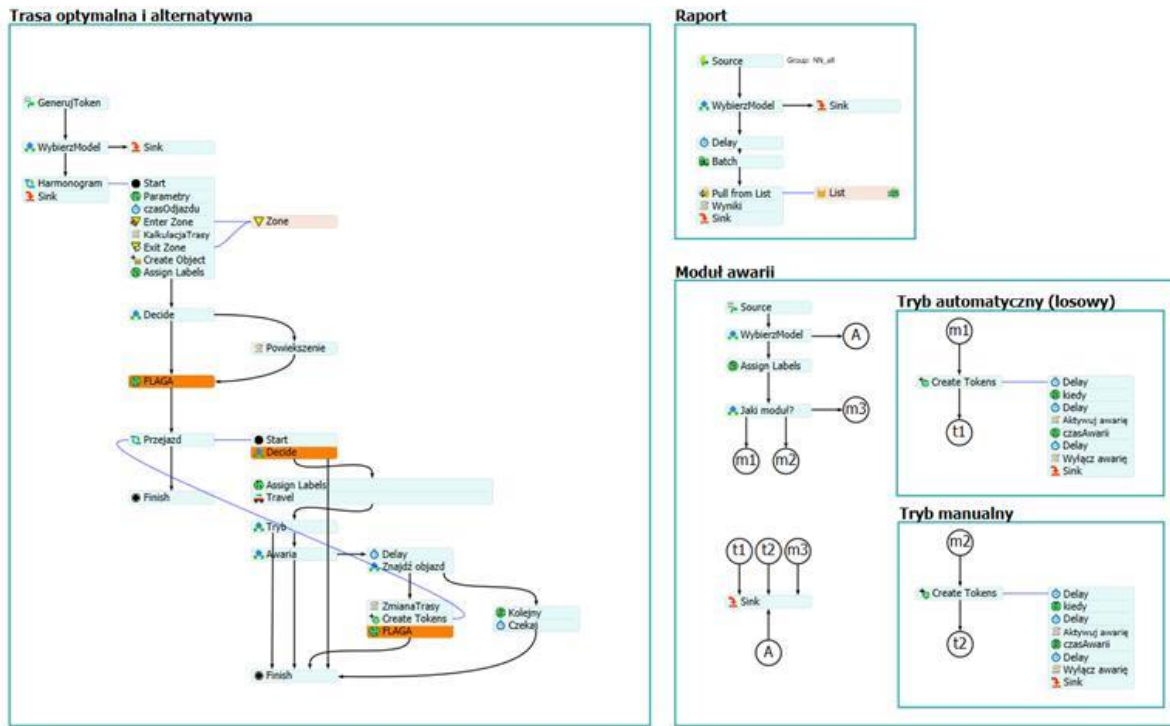 Trasa optymalna i alternatywna
GenerujToken
WybierzModel
Sink
Harmonogram
Sink
Start
Parametry
czasOdjazdu
Enter Zone
KalkulacjaTrasy
Exit Zone
Create Object
Assign Labels
Zone
Decide
Powiekszenie
FLAGA
Przejazd
Finish
Start
Decide
Assign Labels
Travel
Tryb
Awaria
Delay
Znajdź objazd
ZmianaTrasy
Create Tokens
FLAGA
Kolejny
Czekaj
Finish
Raport
Source
Group: NN_all
WybierzModel
Sink
Delay
Batch
Pull from List
Wyniki
Sink
List
Moduł awarii
Source
WybierzModel
A
Assign Labels
Jaki moduł?
m3
m1
m2
t1
t2
m3
Sink
A
Tryb automatyczny (losowy)
m1
Create Tokens
t1
Delay
kiedy
Delay
Aktywuj awarię
czasAwarii
Delay
Wyłącz awarię
Sink
Tryb manualny
m2
Create Tokens
t2
Delay
kiedy
Delay
Aktywuj awarię
czasAwarii
Delay
Wyłącz awarię
Sink